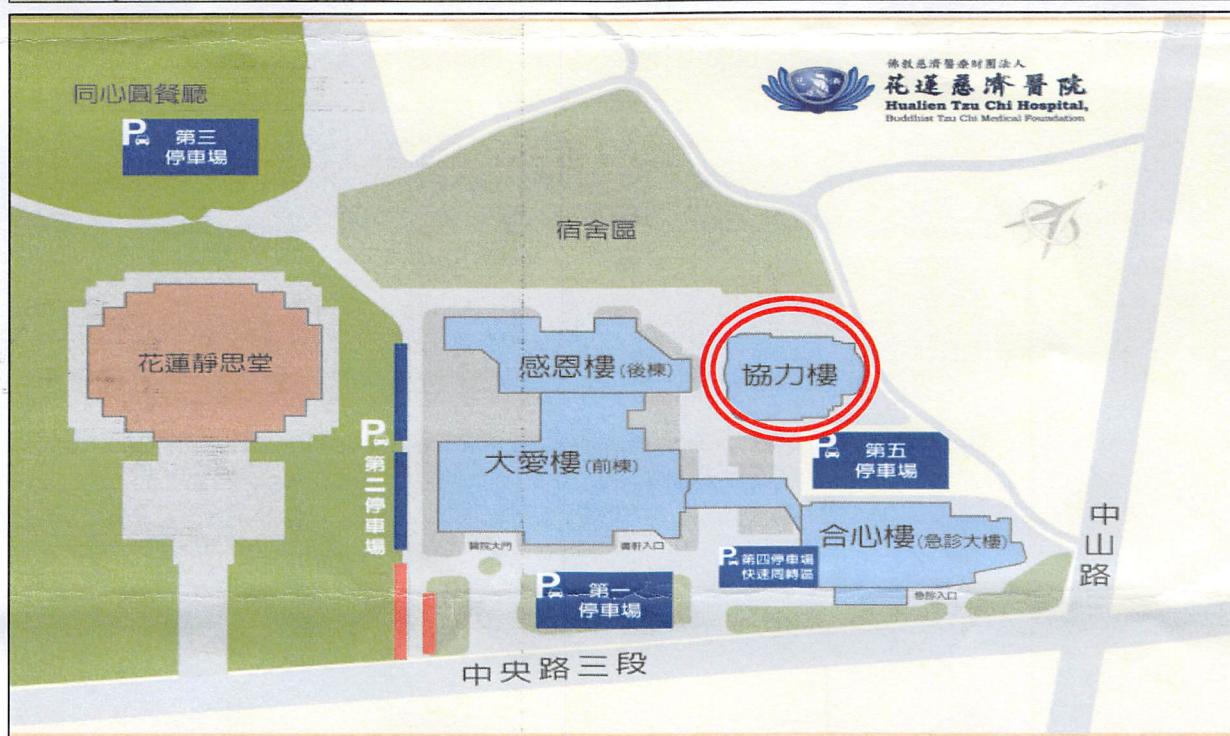 佛教慈濟醫療財團法人
花蓮慈濟醫院
Hualien Tzu Chi Hospital,
Buddhist Tzu Chi Medical Foundation
同心圓餐廳
P 第三
停車場
宿舍區
花蓮靜思堂
感恩樓(後棟)
協力樓
P
第二停車場
大愛樓(前棟)
P 第五
停車場
合心樓(急診大樓)
醫院大門
書軒入口
P 第四停車場
快速周轉區
P 第一
停車場
急診入口
中山路
中央路三段